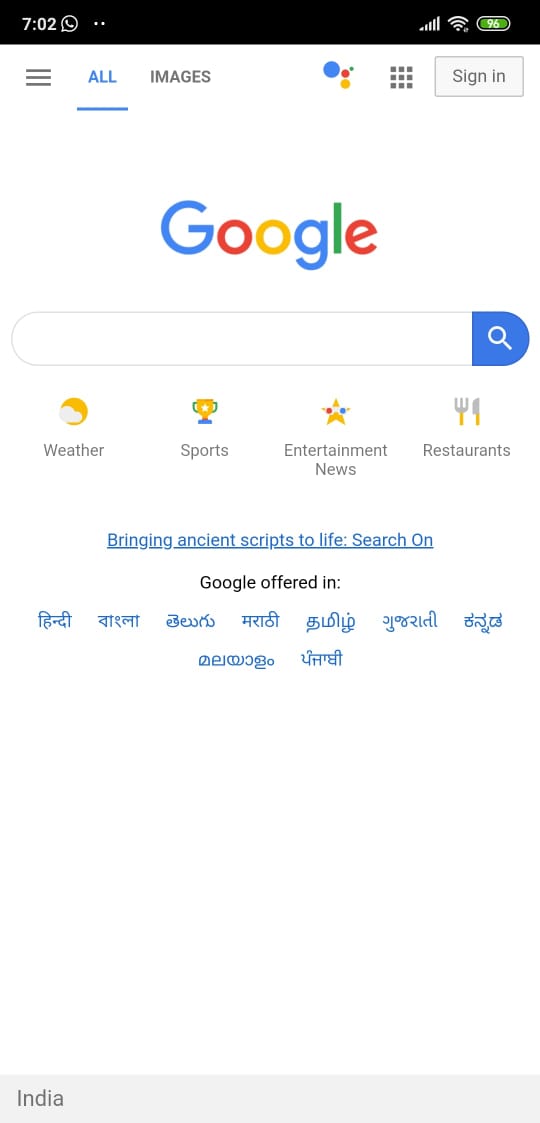 7:02 96
ALL IMAGES Sign in
Google
Weather Sports Entertainment Restaurants
News
Bringing ancient scripts to life: Search On
Google offered in:
हिन्दी বাংলা తెలుగు मराठी தமிழ் ગુજરાતી ಕನ್ನಡ
മലയാളം ਪੰਜਾਬੀ
India